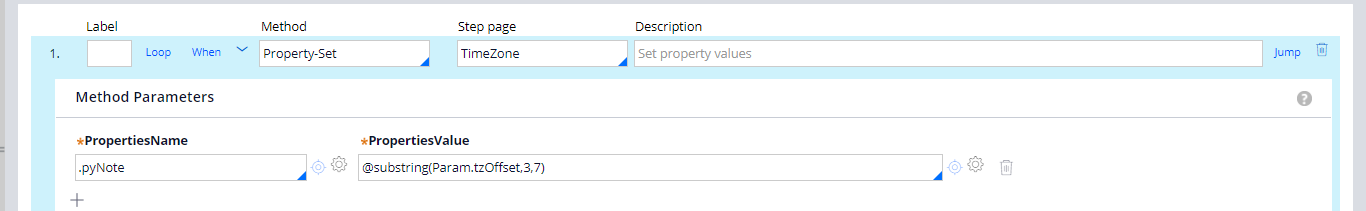 Label Method Step page Description
1. Loop When Property-Set TimeZone Set property values Jump
Method Parameters ?
*PropertiesName *PropertiesValue
.pyNote @substring(Param.tzOffset,3,7)